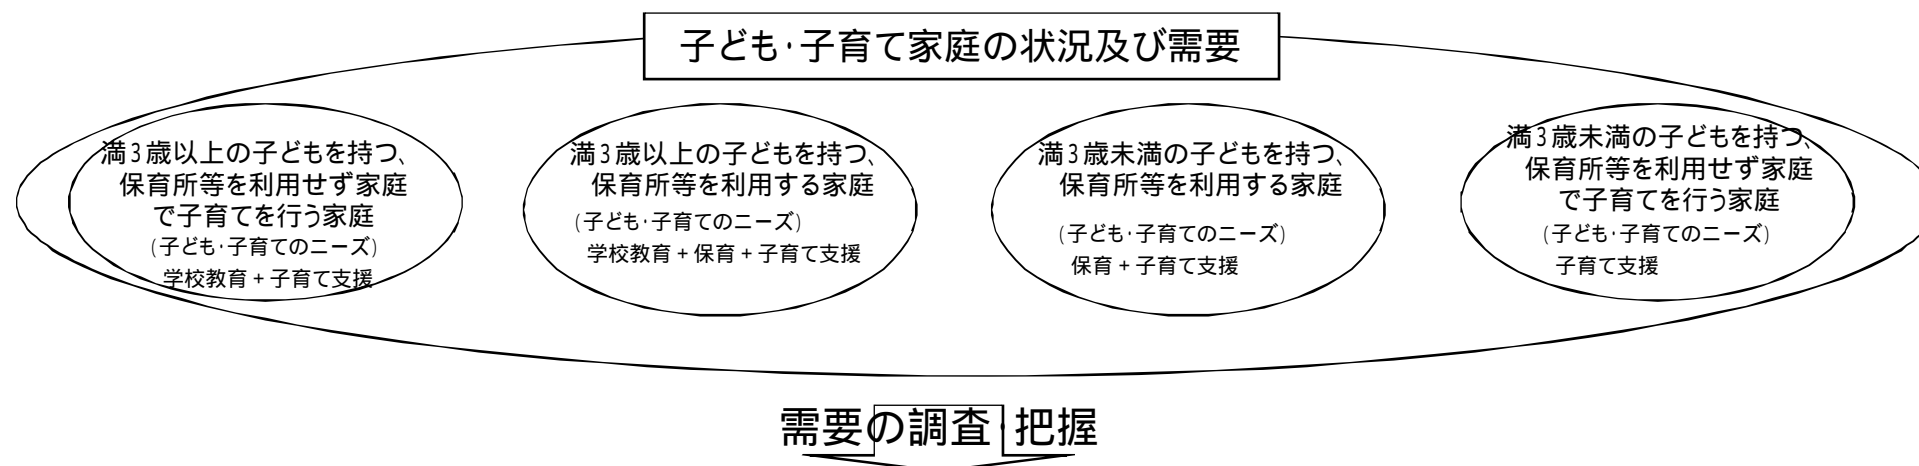 子ども・子育て家庭の状況及び需要
満3歳以上の子どもを持つ、
保育所等を利用せず家庭
で子育てを行う家庭
(子ども・子育てのニーズ)
学校教育+子育て支援
満3歳以上の子どもを持つ、
保育所等を利用する家庭
(子ども・子育てのニーズ)
学校教育+保育+子育て支援
満3歳未満の子どもを持つ、
保育所等を利用する家庭
(子ども・子育てのニーズ)
保育+子育て支援
満3歳未満の子どもを持つ、
保育所等を利用せず家庭
で子育てを行う家庭
(子ども・子育てのニーズ)
子育て支援
需要の調査・把握